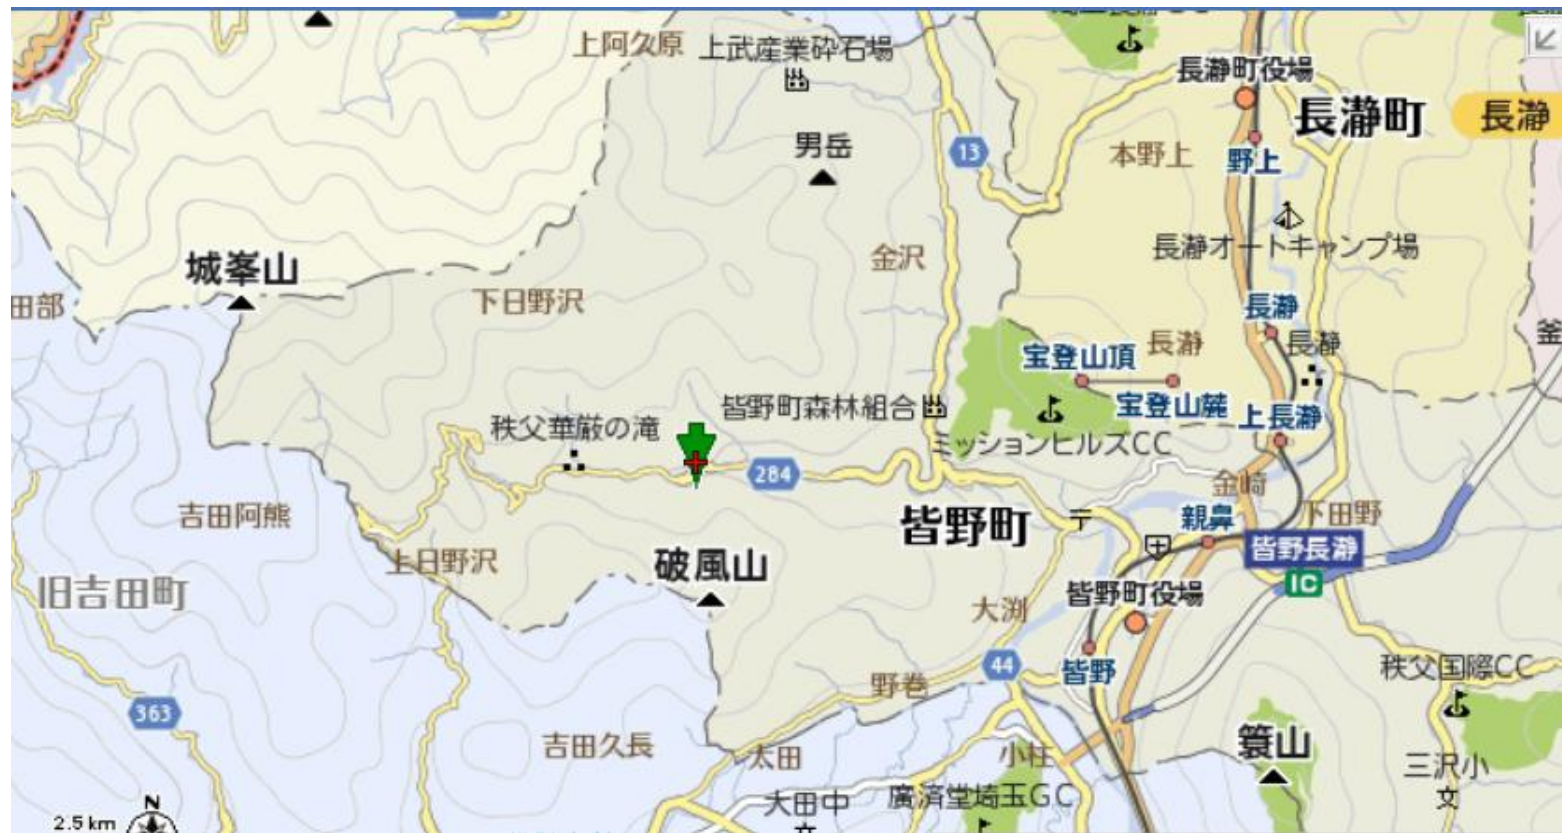 上阿久原
上武産業砕石場
長瀞町役場
長瀞町
長瀞
13
男岳
本野上
野上
長瀞オートキャンプ場
金沢
城峯山
田部
下日野沢
長瀞
長瀞
長瀞
釜
宝登山頂
宝登山麓
皆野町森林組合
秩父華厳の滝
上長瀞
ミッションヒルズCC
284
金崎
吉田阿熊
皆野町
〒
親鼻
下田野
皆野長瀞
IC
上日野沢
破風山
旧吉田町
皆野町役場
大渕
44
皆野
野巻
秩父国際CC
363
吉田久長
太田
小柱
簑山
三沢小
文
大田中
文
廣済堂埼玉GC
N
2.5 km